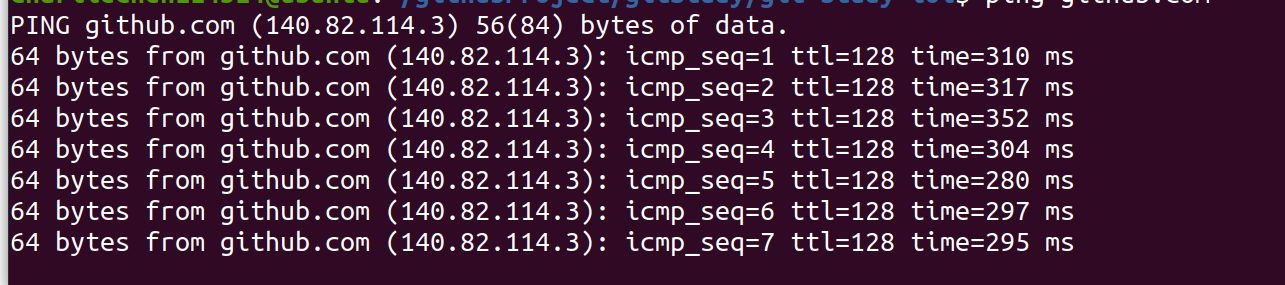 PING github.com (140.82.114.3) 56(84) bytes of data.
64 bytes from github.com (140.82.114.3): icmp_seq=1 ttl=128 time=310 ms
64 bytes from github.com (140.82.114.3): icmp_seq=2 ttl=128 time=317 ms
64 bytes from github.com (140.82.114.3): icmp_seq=3 ttl=128 time=352 ms
64 bytes from github.com (140.82.114.3): icmp_seq=4 ttl=128 time=304 ms
64 bytes from github.com (140.82.114.3): icmp_seq=5 ttl=128 time=280 ms
64 bytes from github.com (140.82.114.3): icmp_seq=6 ttl=128 time=297 ms
64 bytes from github.com (140.82.114.3): icmp_seq=7 ttl=128 time=295 ms